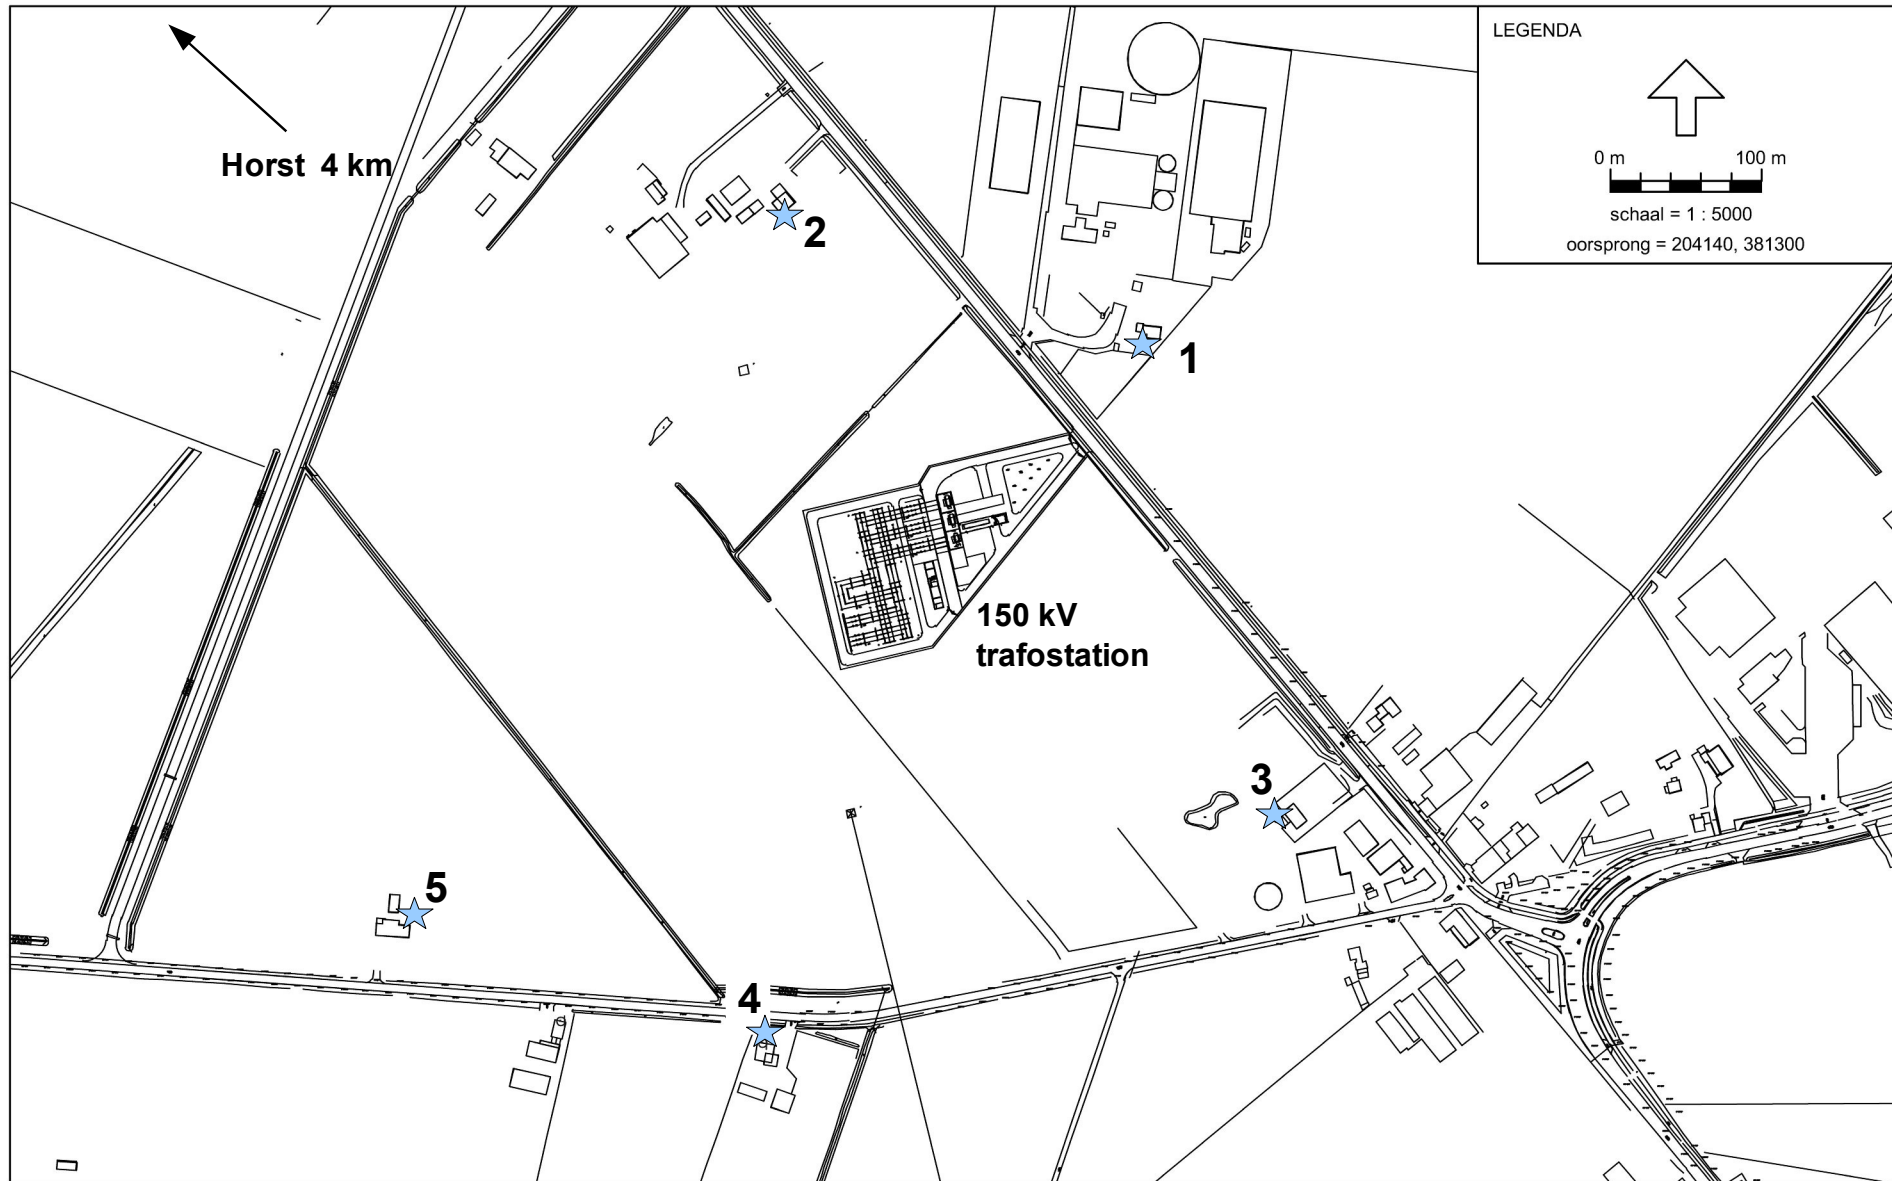 LEGENDA
0 m 100 m
schaal = 1 : 5000
oorsprong = 204140, 381300
Horst 4 km
2
1
150 kV
trafostation
3
5
4